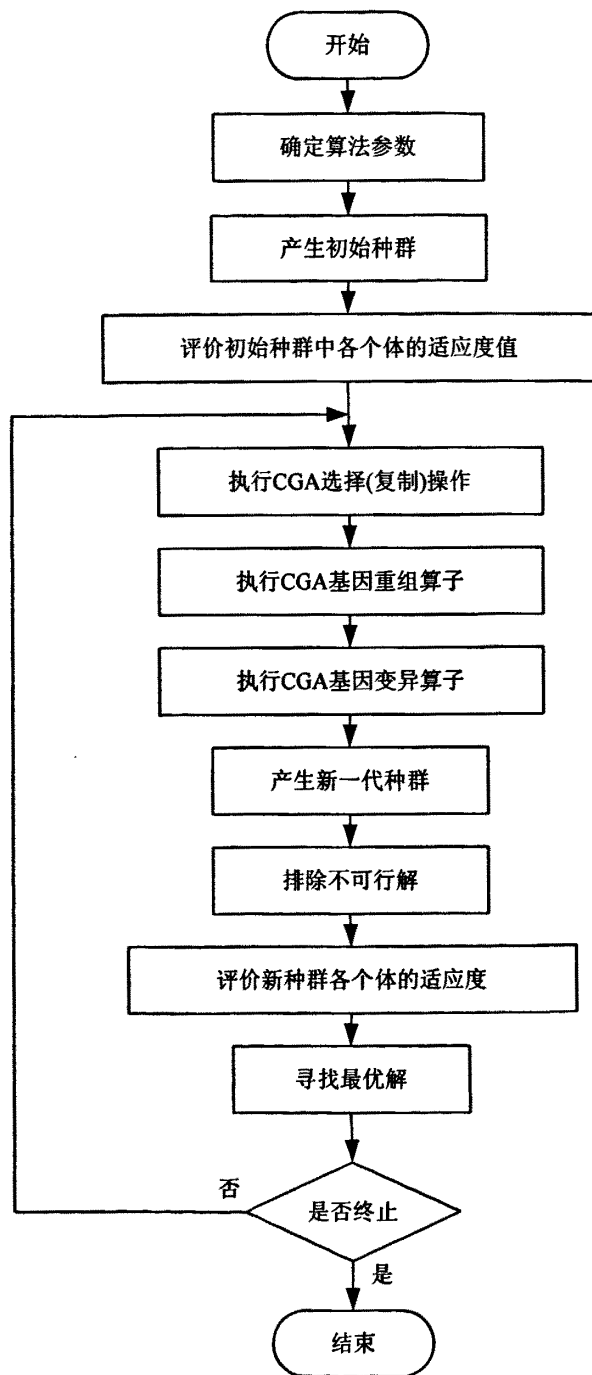 开始
确定算法参数
产生初始种群
评价初始种群中各个体的适应度值
执行CGA选择(复制)操作
执行CGA基因重组算子
执行CGA基因变异算子
产生新一代种群
排除不可行解
评价新种群各个体的适应度
寻找最优解
否
是否终止
是
结束